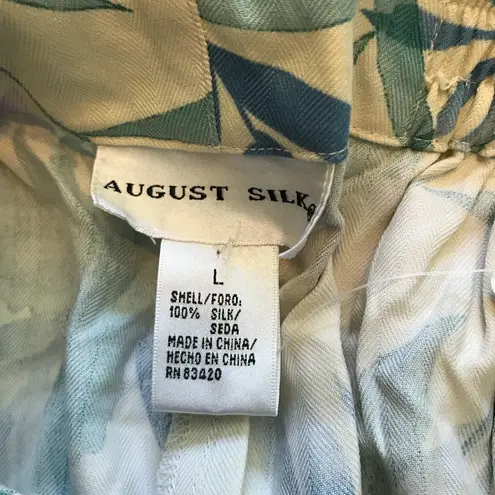 AUGUST SILK®
L
SHELL/FORO:
100% SILK/
SEDA
MADE IN CHINA/
HECHO EN CHINA
RN 83420